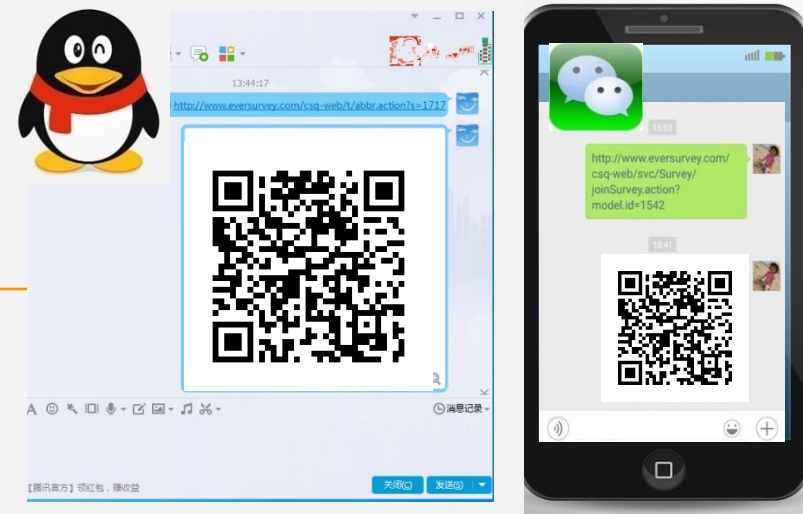 13:44:17
http://www.eversurvey.com/csq-web/t/abbr.action?s=1717
消息记录
【腾讯官方】领红包，赚收益
关闭(C)
发送(S)
15:03
http://www.eversurvey.com/
csq-web/svc/Survey/
joinSurvey.action?
model.id=1542
15:41